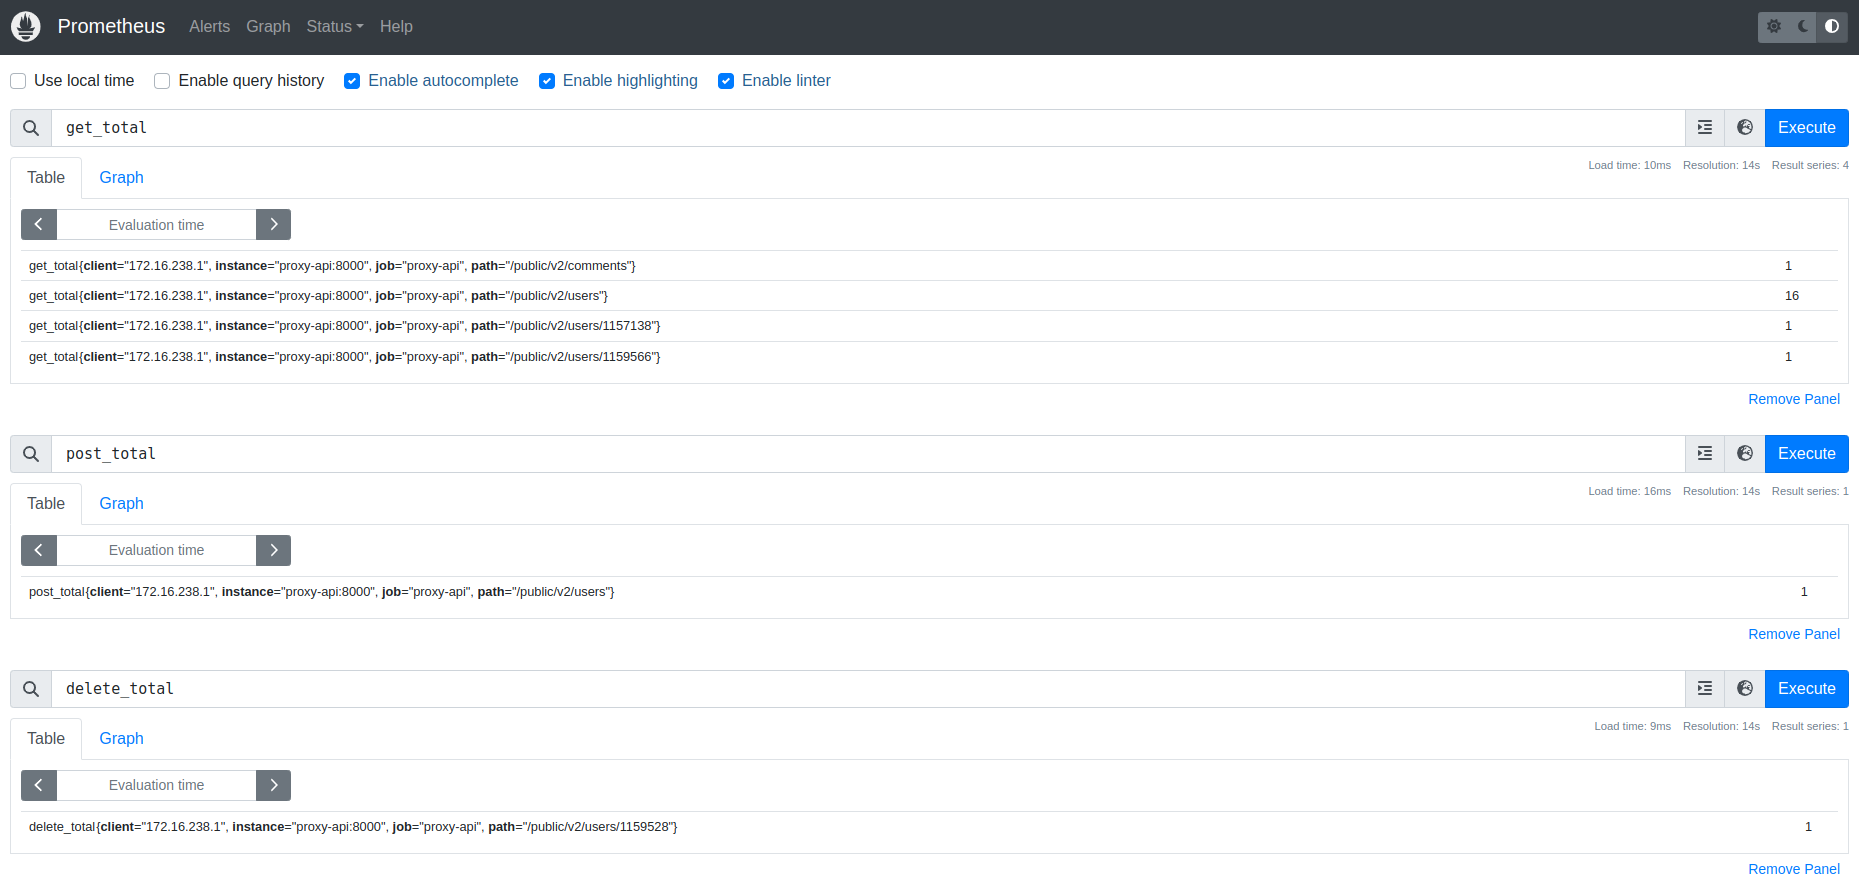 Prometheus Alerts Graph Status Help
Use local time Enable query history Enable autocomplete Enable highlighting Enable linter
get_total Execute
Table Graph Load time: 10ms Resolution: 14s Result series: 4
Evaluation time
get_total{client="172.16.238.1", instance="proxy-api:8000", job="proxy-api", path="/public/v2/comments"} 1
get_total{client="172.16.238.1", instance="proxy-api:8000", job="proxy-api", path="/public/v2/users"} 16
get_total{client="172.16.238.1", instance="proxy-api:8000", job="proxy-api", path="/public/v2/users/1157138"} 1
get_total{client="172.16.238.1", instance="proxy-api:8000", job="proxy-api", path="/public/v2/users/1159566"} 1
Remove Panel
post_total Execute
Table Graph Load time: 16ms Resolution: 14s Result series: 1
Evaluation time
post_total{client="172.16.238.1", instance="proxy-api:8000", job="proxy-api", path="/public/v2/users"} 1
Remove Panel
delete_total Execute
Table Graph Load time: 9ms Resolution: 14s Result series: 1
Evaluation time
delete_total{client="172.16.238.1", instance="proxy-api:8000", job="proxy-api", path="/public/v2/users/1159528"} 1
Remove Panel